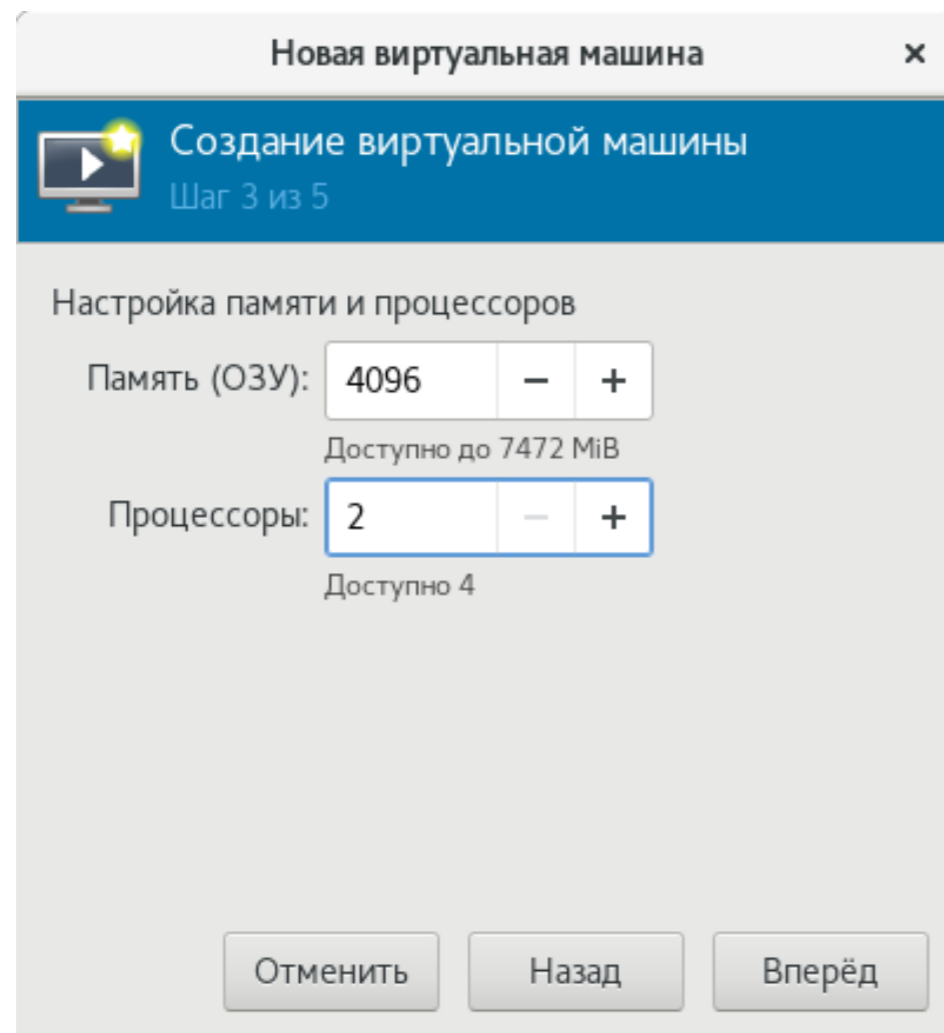 Новая виртуальная машина
Создание виртуальной машины
Шаг 3 из 5
Настройка памяти и процессоров
Память (ОЗУ): 4096 − +
Доступно до 7472 MiB
Процессоры: 2 − +
Доступно 4
Отменить Назад Вперёд